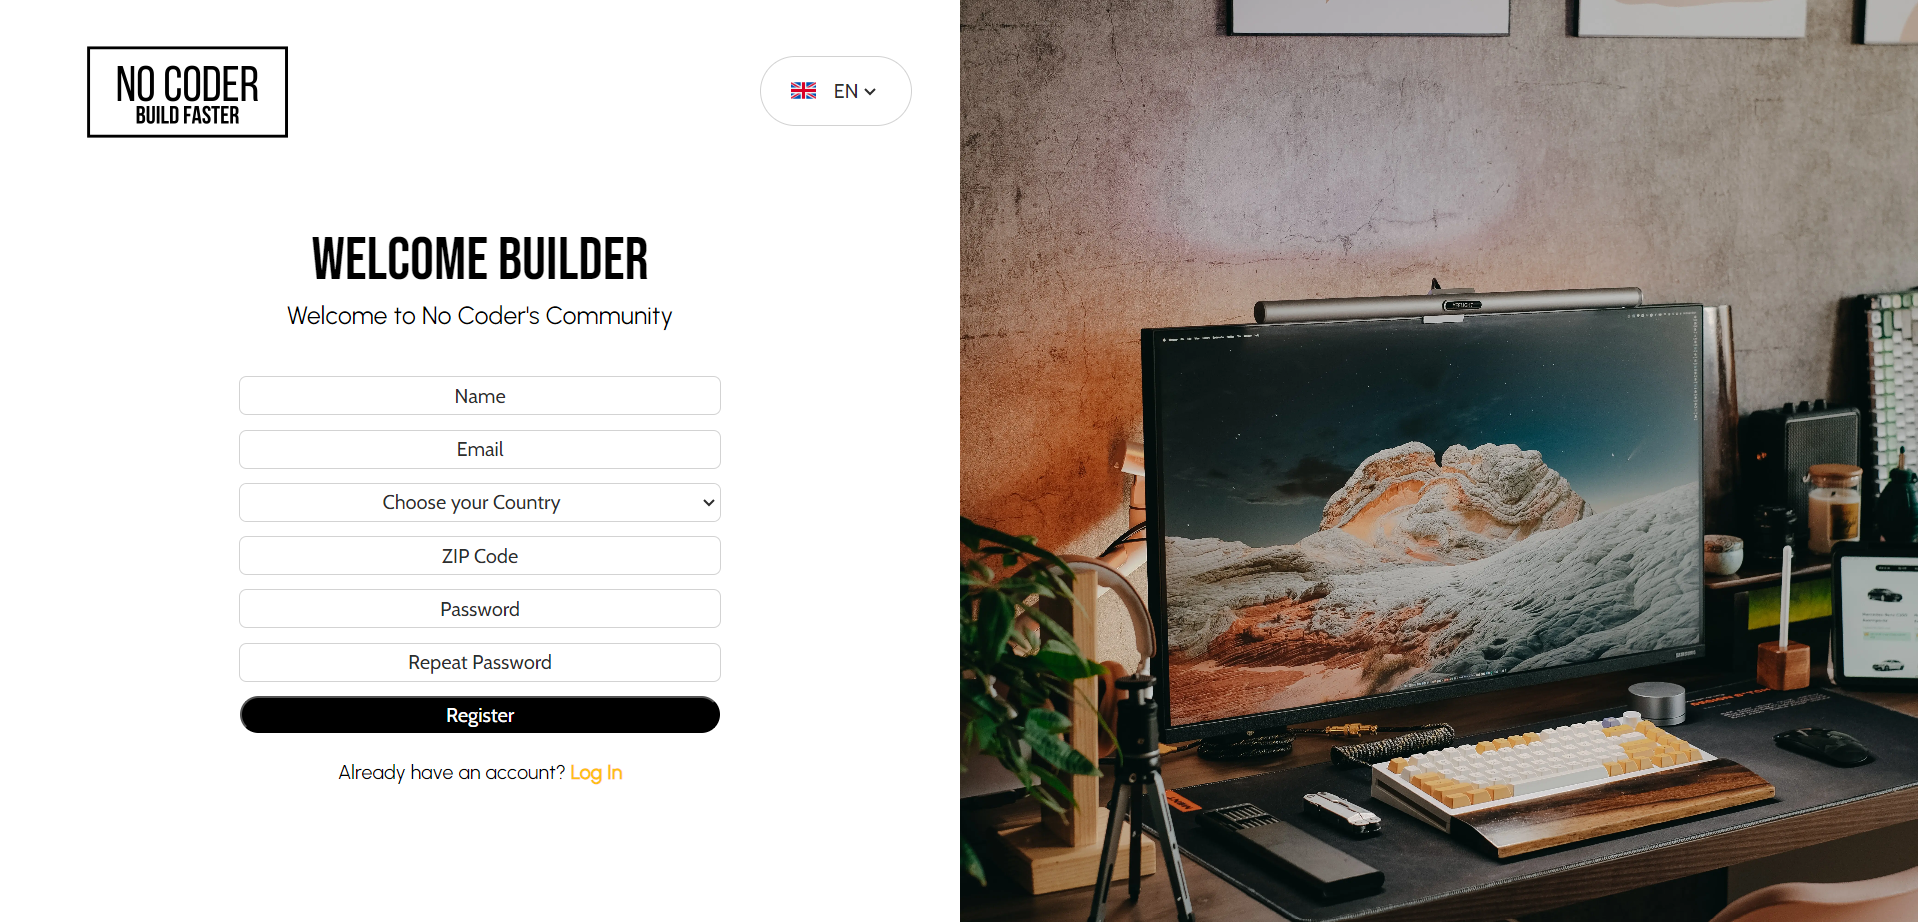 NO CODER
BUILD FASTER
EN
WELCOME BUILDER
Welcome to No Coder's Community
Name
Email
Choose your Country
ZIP Code
Password
Repeat Password
Register
Already have an account? Log In
SAMSUNG